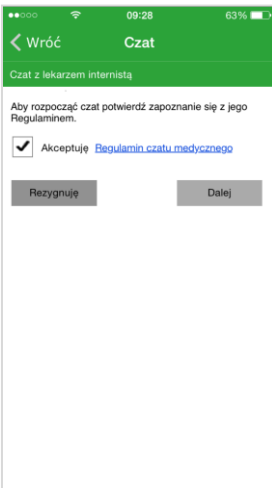 09:28
63%
Wróć
Czat
Czat z lekarzem internistą
Aby rozpocząć czat potwierdź zapoznanie się z jego
Regulaminem.
Akceptuję Regulamin czatu medycznego
Rezygnuję
Dalej